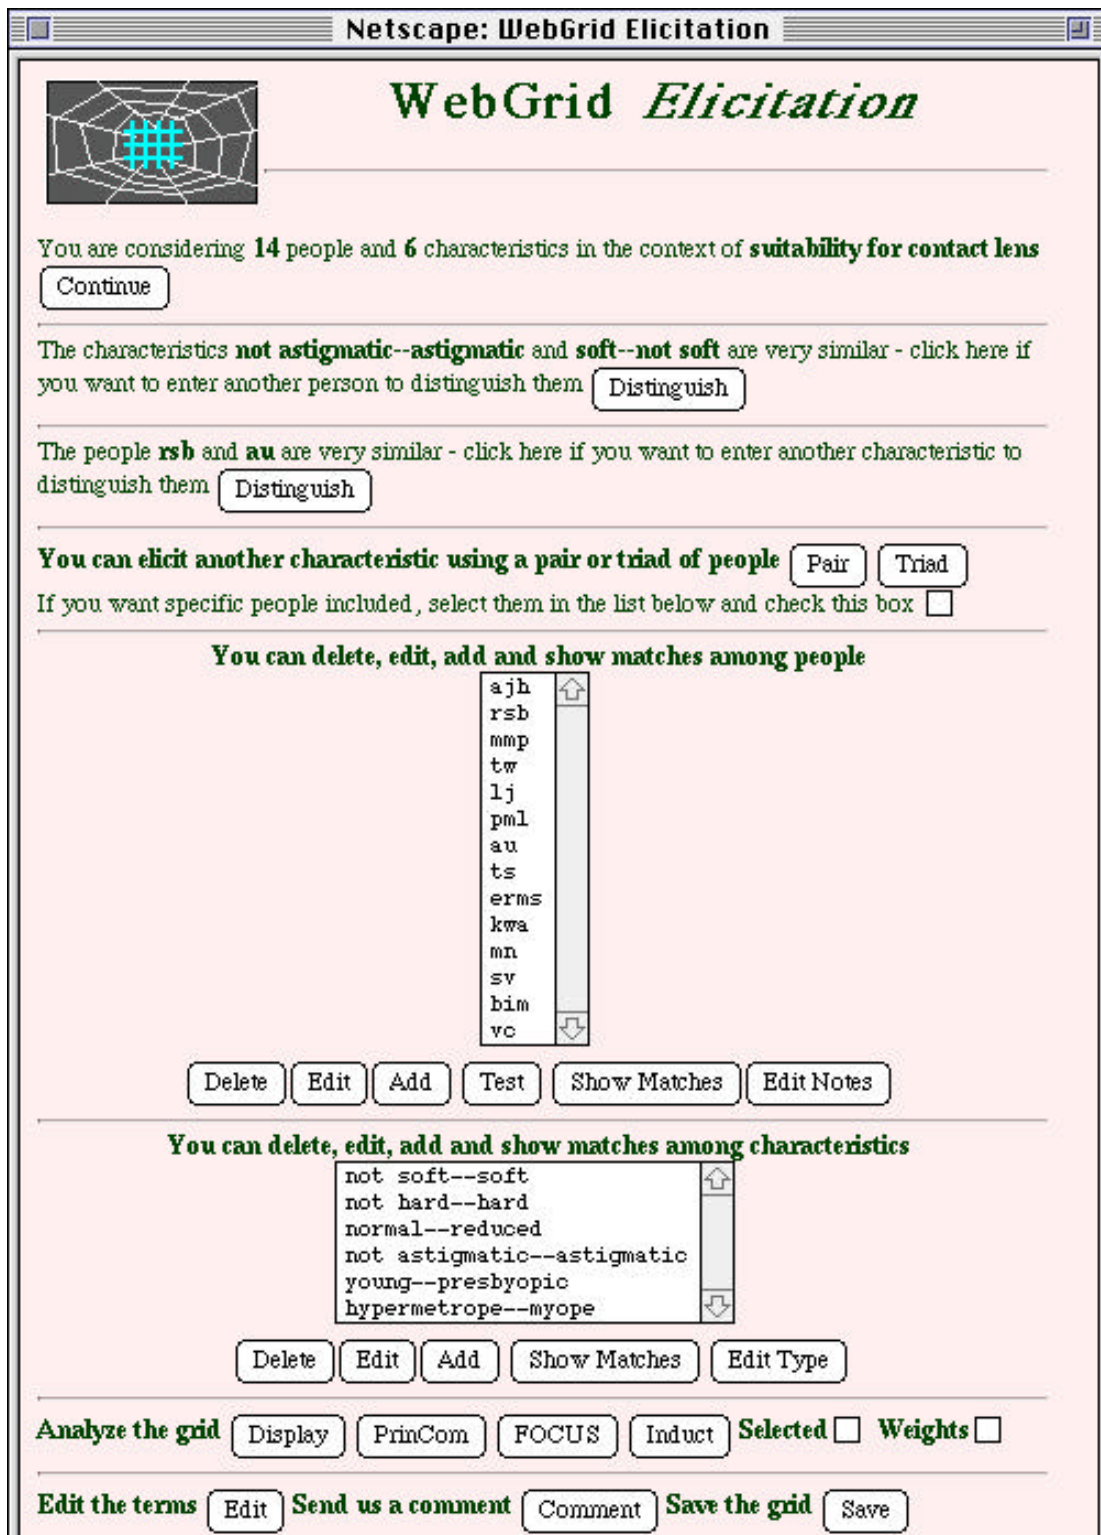 Netscape: WebGrid Elicitation
WebGrid Elicitation
You are considering 14 people and 6 characteristics in the context of suitability for contact lens
Continue
The characteristics not astigmatic--astigmatic and soft--not soft are very similar - click here if
you want to enter another person to distinguish them Distinguish
The people rsb and au are very similar - click here if you want to enter another characteristic to
distinguish them Distinguish
You can elicit another characteristic using a pair or triad of people Pair Triad
If you want specific people included, select them in the list below and check this box
You can delete, edit, add and show matches among people
ajh
rsb
mmp
tw
lj
pml
au
ts
erms
kwa
mn
sv
bim
vc
Delete Edit Add Test Show Matches Edit Notes
You can delete, edit, add and show matches among characteristics
not soft--soft
not hard--hard
normal--reduced
not astigmatic--astigmatic
young--presbyopic
hypermetrope--myope
Delete Edit Add Show Matches Edit Type
Analyze the grid Display PrinCom FOCUS Induct Selected Weights
Edit the terms Edit Send us a comment Comment Save the grid Save